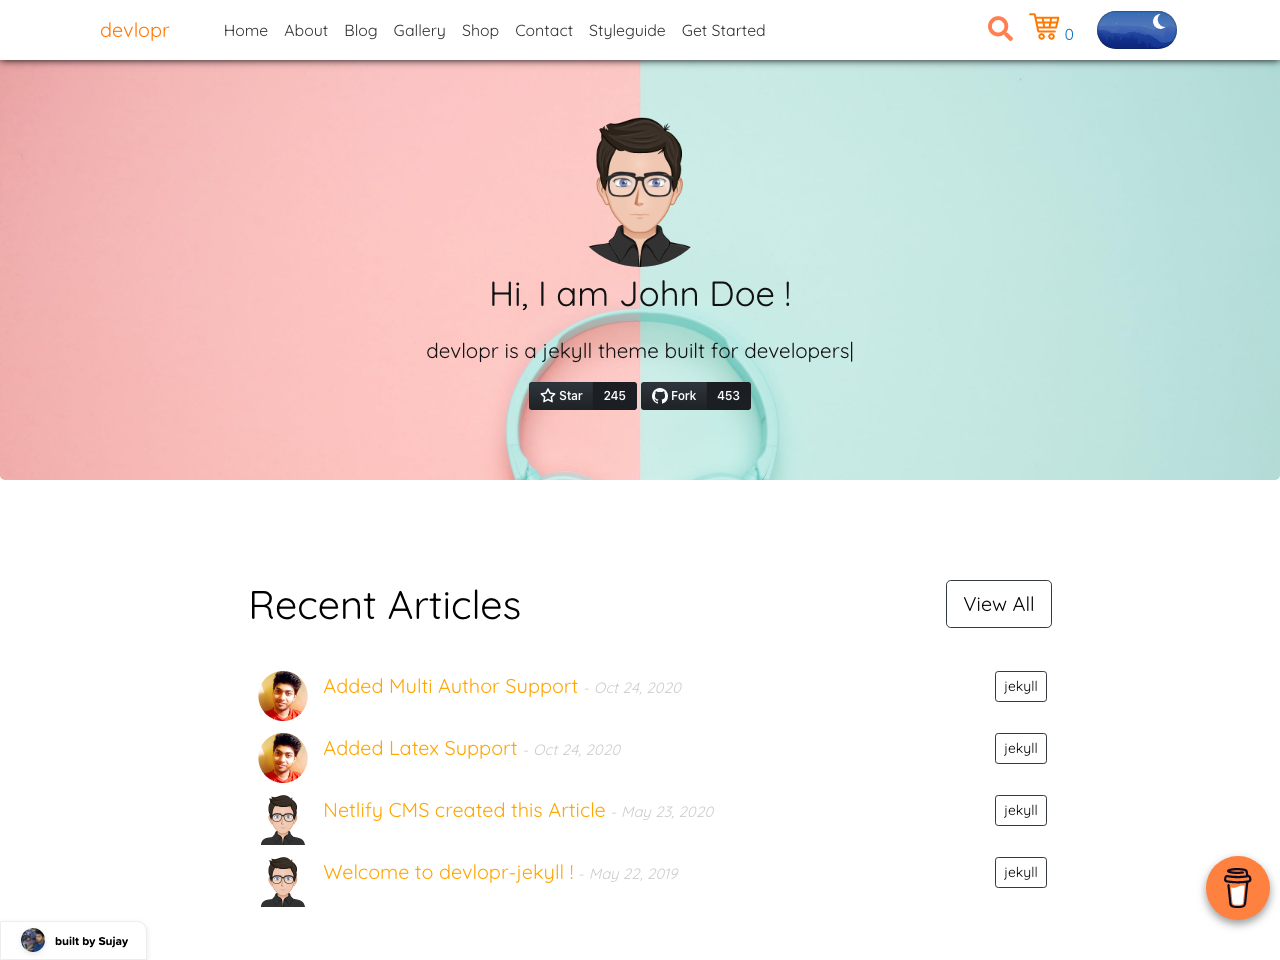 devlopr Home About Blog Gallery Shop Contact Styleguide Get Started 0
Hi, I am John Doe !
devlopr is a jekyll theme built for developers|
Star 245 Fork 453
Recent Articles View All
Added Multi Author Support - Oct 24, 2020 jekyll
Added Latex Support - Oct 24, 2020 jekyll
Netlify CMS created this Article - May 23, 2020 jekyll
Welcome to devlopr-jekyll ! - May 22, 2019 jekyll
built by Sujay